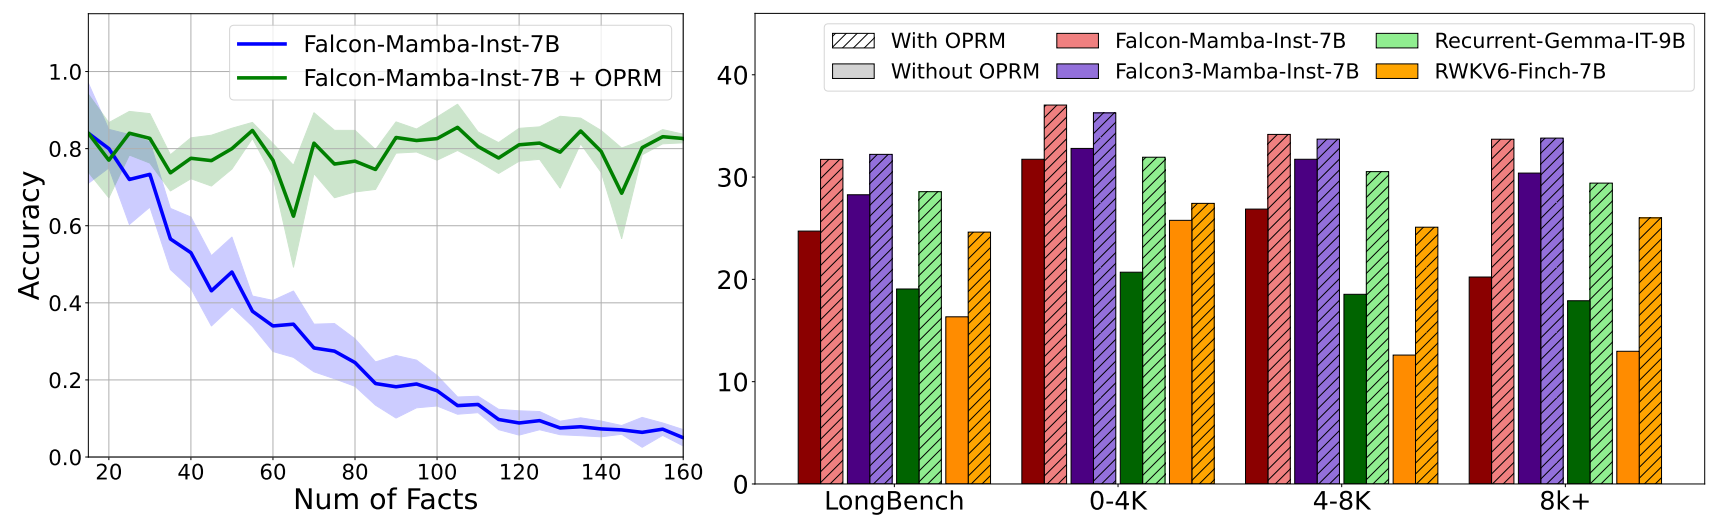 Falcon-Mamba-Inst-7B
Falcon-Mamba-Inst-7B + OPRM
Accuracy
1.0
0.8
0.6
0.4
0.2
0.0
20 40 60 80 100 120 140 160
Num of Facts
With OPRM Falcon-Mamba-Inst-7B Recurrent-Gemma-IT-9B
Without OPRM Falcon3-Mamba-Inst-7B RWKV6-Finch-7B
40
30
20
10
0
LongBench 0-4K 4-8K 8k+